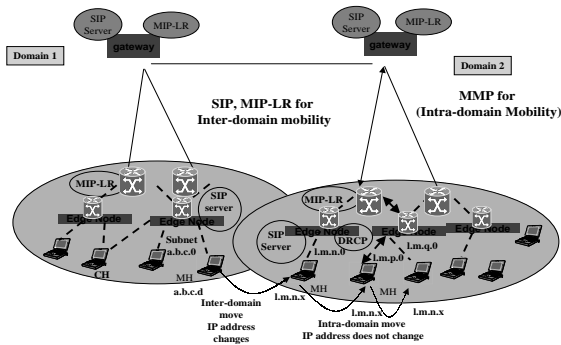 SIP
Server
MIP-LR
gateway
Domain 1
SIP
Server
MIP-LR
gateway
Domain 2
SIP, MIP-LR for
Inter-domain mobility
MMP for
(Intra-domain Mobility)
MIP-LR
SIP
server
Edge Node
Edge Node
Subnet
a.b.c.0
CH
MH
a.b.c.d
Inter-domain
move
IP address
changes
MIP-LR
SIP
Server
Edge Node
Edge Node
Edge Node
DRCP
l.m.n.0
l.m.p.0
l.m.q.0
MH
l.m.n.x
MH
l.m.n.x
l.m.n.x
Intra-domain move
IP address does not change